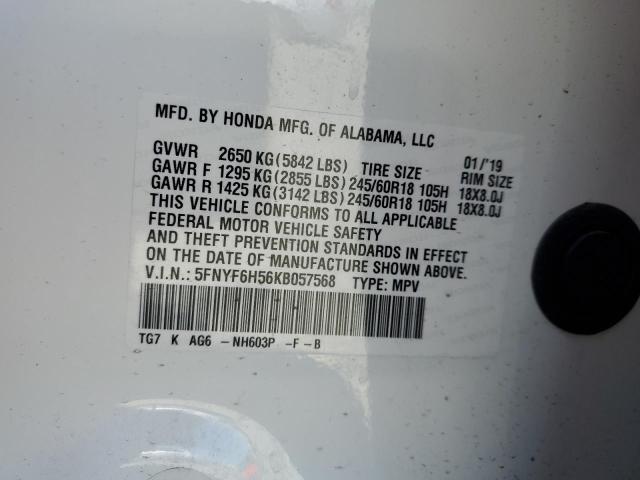 MFD. BY HONDA MFG. OF ALABAMA, LLC
GVWR 2650 KG (5842 LBS) TIRE SIZE 01/'19 RIM SIZE
GAWR F 1295 KG (2855 LBS) 245/60R18 105H 18X8.0J
GAWR R 1425 KG (3142 LBS) 245/60R18 105H 18X8.0J
THIS VEHICLE CONFORMS TO ALL APPLICABLE
FEDERAL MOTOR VEHICLE SAFETY
AND THEFT PREVENTION STANDARDS IN EFFECT
ON THE DATE OF MANUFACTURE SHOWN ABOVE.
V.I.N.: 5FNYF6H56KB057568 TYPE: MPV
TG7 K AG6 -NH603P -F-B